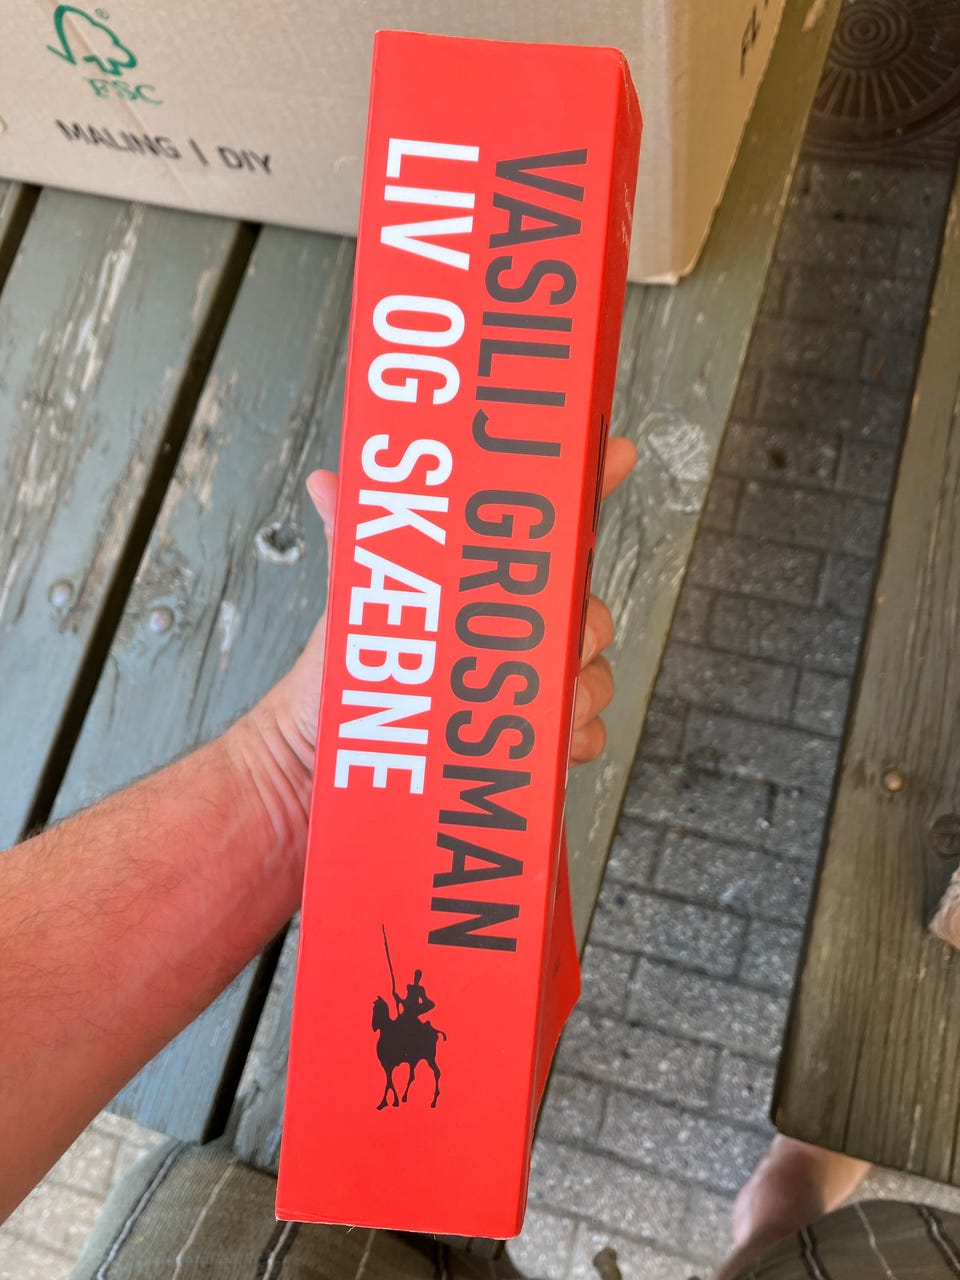 FSC
MALING | DIY
VASILIJ GROSSMAN
LIV OG SKÆBNE